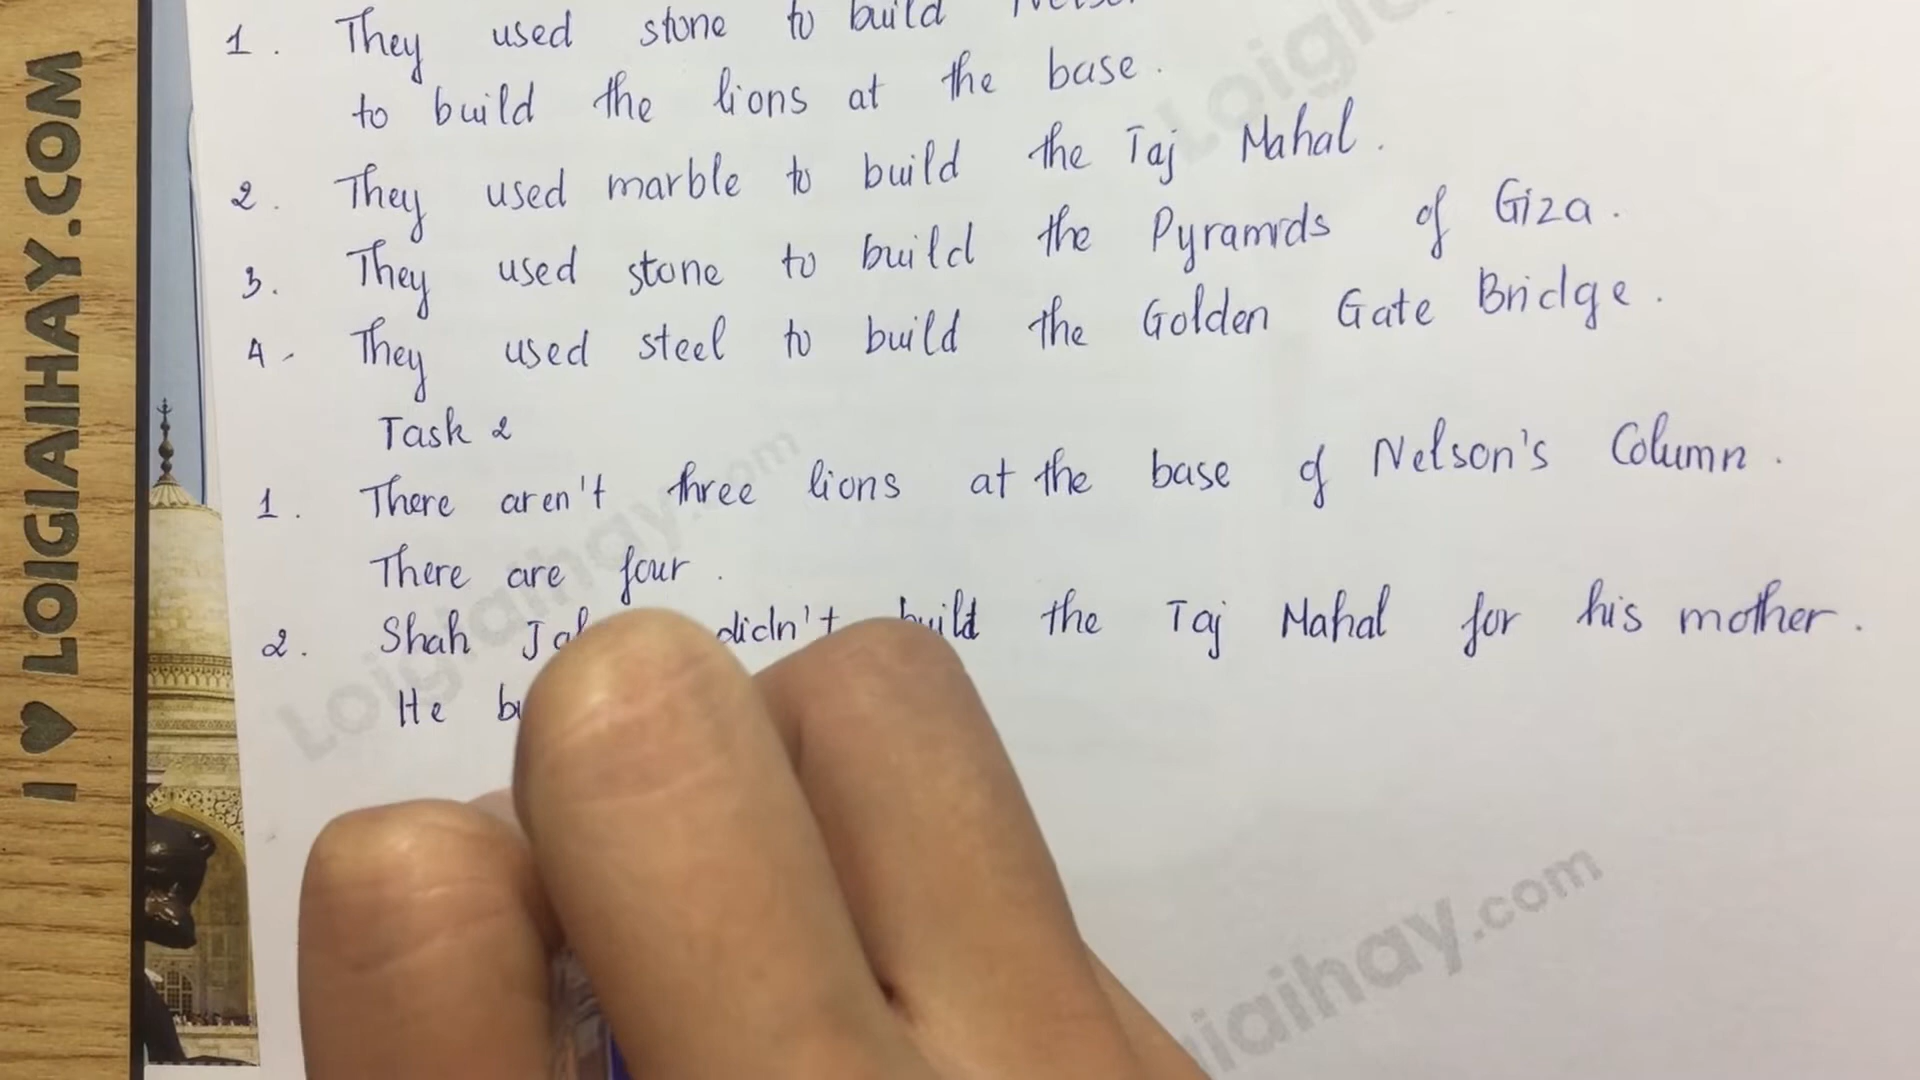 I ♥ LOIGIAIHAY.COM
1. They used stone to build
to build the lions at the base.
2. They used marble to build the Taj Mahal.
3. They used stone to build the Pyramids of Giza.
4. They used steel to build the Golden Gate Bridge.
Task 2
1. There aren't three lions at the base of Nelson's Column.
There are four.
2. Shah didn't build the Taj Mahal for his mother.
He
Loigiaihay.com